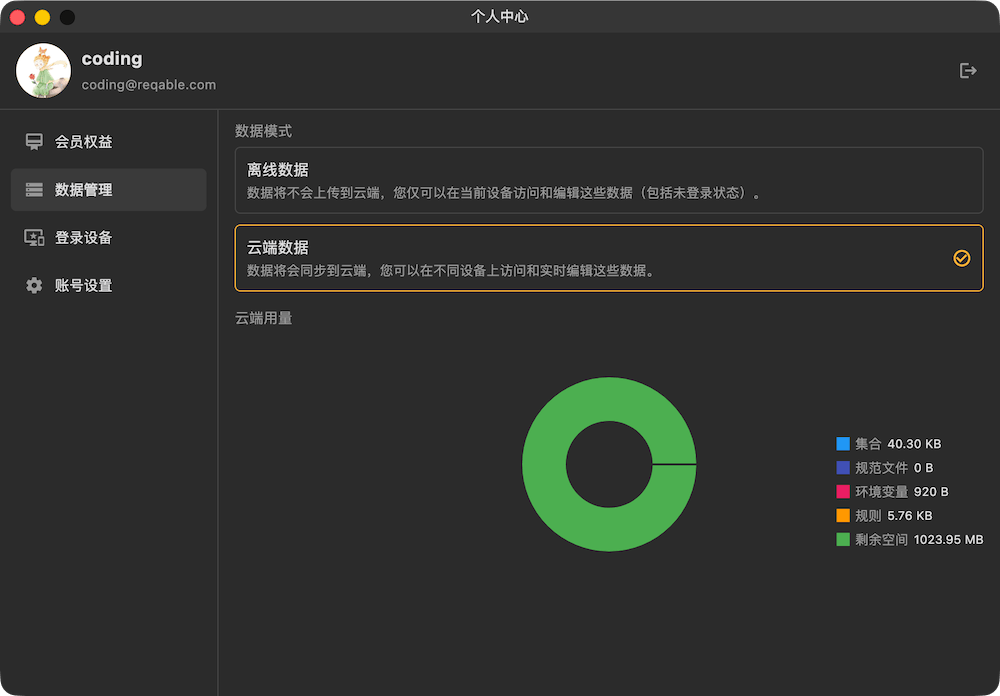 个人中心
coding
coding@reqable.com
会员权益
数据管理
登录设备
账号设置
数据模式
离线数据
数据将不会上传到云端，您仅可以在当前设备访问和编辑这些数据（包括未登录状态）。
云端数据
数据将会同步到云端，您可以在不同设备上访问和实时编辑这些数据。
云端用量
集合 40.30 KB
规范文件 0 B
环境变量 920 B
规则 5.76 KB
剩余空间 1023.95 MB